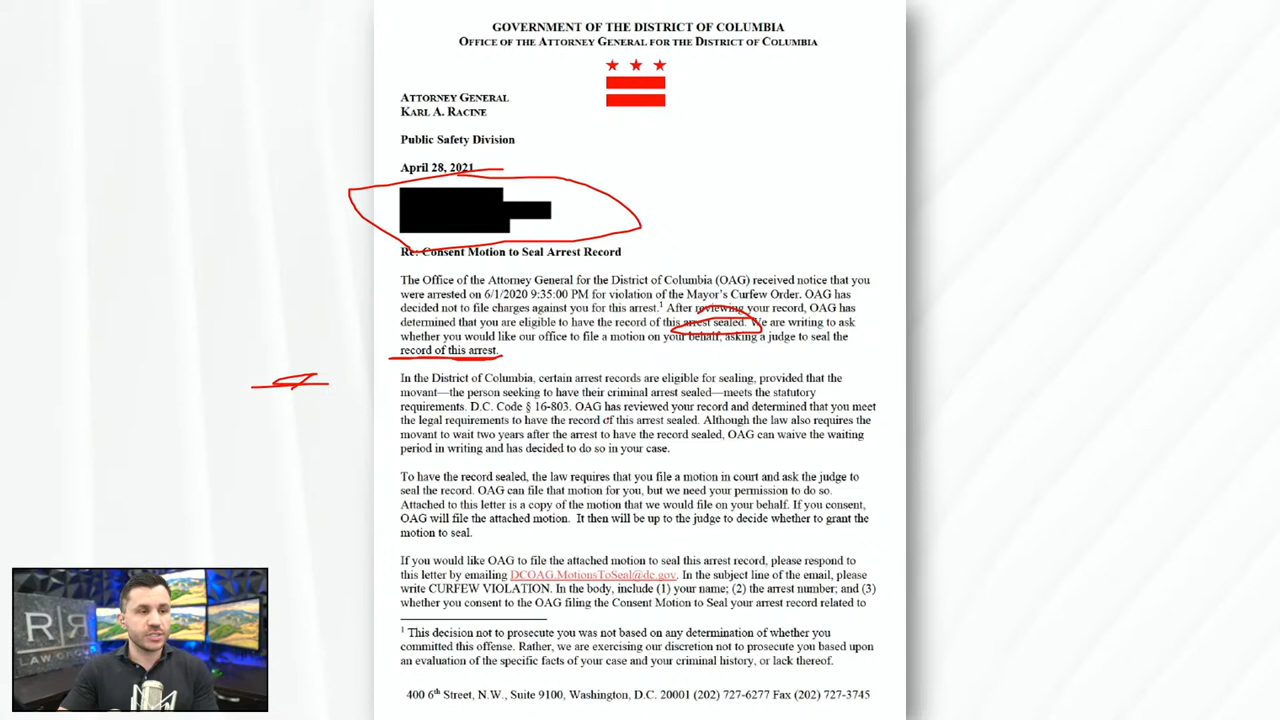 GOVERNMENT OF THE DISTRICT OF COLUMBIA
OFFICE OF THE ATTORNEY GENERAL FOR THE DISTRICT OF COLUMBIA
ATTORNEY GENERAL
KARL A. RACINE
Public Safety Division
April 28, 2021
Re: Consent Motion to Seal Arrest Record
The Office of the Attorney General for the District of Columbia (OAG) received notice that you
were arrested on 6/1/2020 9:35:00 PM for violation of the Mayor's Curfew Order. OAG has
decided not to file charges against you for this arrest.1 After reviewing your record, OAG has
determined that you are eligible to have the record of this arrest sealed. We are writing to ask
whether you would like our office to file a motion on your behalf, asking a judge to seal the
record of this arrest.
In the District of Columbia, certain arrest records are eligible for sealing, provided that the
movant—the person seeking to have their criminal arrest sealed—meets the statutory
requirements. D.C. Code § 16-803. OAG has reviewed your record and determined that you meet
the legal requirements to have the record of this arrest sealed. Although the law also requires the
movant to wait two years after the arrest to have the record sealed, OAG can waive the waiting
period in writing and has decided to do so in your case.
To have the record sealed, the law requires that you file a motion in court and ask the judge to
seal the record. OAG can file that motion for you, but we need your permission to do so.
Attached to this letter is a copy of the motion that we would file on your behalf. If you consent,
OAG will file the attached motion. It then will be up to the judge to decide whether to grant the
motion to seal.
If you would like OAG to file the attached motion to seal this arrest record, please respond to
this letter by emailing DCOAG.MotionsToSeal@dc.gov. In the subject line of the email, please
write CURFEW VIOLATION. In the body, include (1) your name; (2) the arrest number; and (3)
whether you consent to the OAG filing the Consent Motion to Seal your arrest record related to
1 This decision not to prosecute you was not based on any determination of whether you
committed this offense. Rather, we are exercising our discretion not to prosecute you based upon
an evaluation of the specific facts of your case and your criminal history, or lack thereof.
400 6th Street, N.W., Suite 9100, Washington, D.C. 20001 (202) 727-6277 Fax (202) 727-3745
R R
LAW GROUP